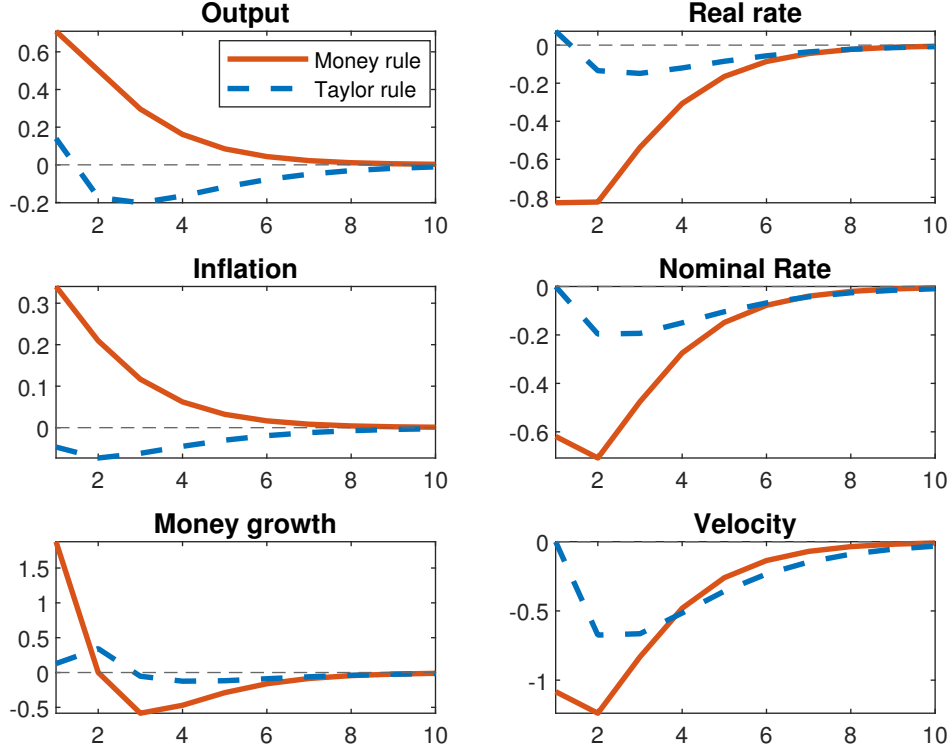 Output
0.6
0.4
0.2
0
-0.2
2 4 6 8 10
Money rule
Taylor rule
Real rate
0
-0.2
-0.4
-0.6
-0.8
2 4 6 8 10
Inflation
0.3
0.2
0.1
0
2 4 6 8 10
Nominal Rate
0
-0.2
-0.4
-0.6
2 4 6 8 10
Money growth
1.5
1
0.5
0
-0.5
2 4 6 8 10
Velocity
0
-0.5
-1
2 4 6 8 10